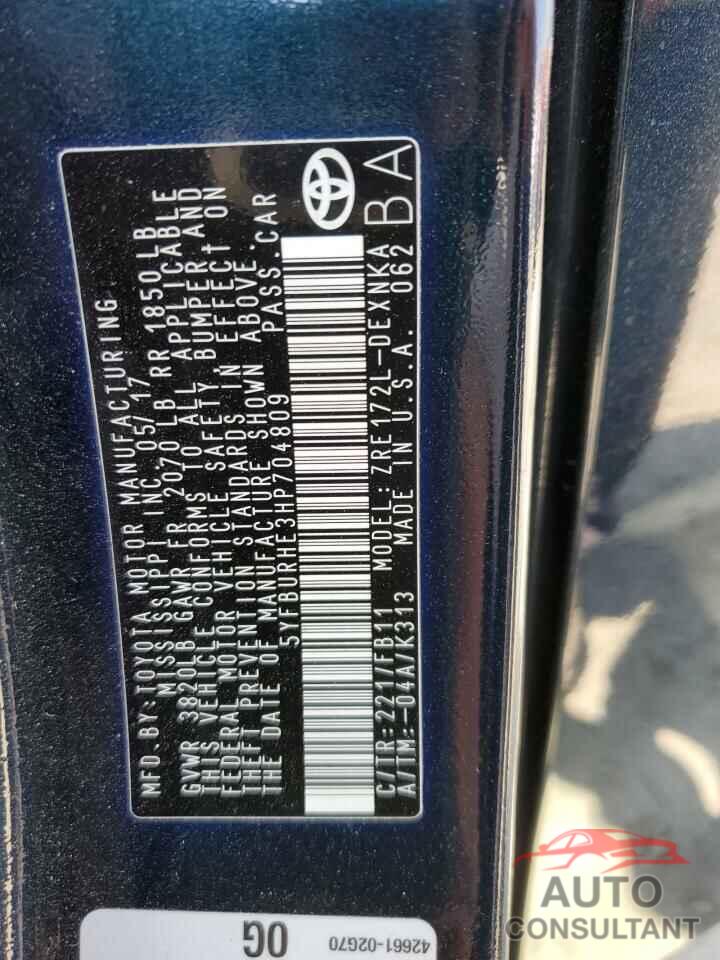 MFD.BY:TOYOTA MOTOR MANUFACTURING
MISSISSIPPI INC.05/17
GVWR 3820LB GAWR FR 2070 LB RR 1850 LB
THIS VEHICLE CONFORMS TO ALL APPLICABLE
FEDERAL MOTOR VEHICLE SAFETY, BUMPER AND
THEFT PREVENTION STANDARDS IN EFFECT ON
THE DATE OF MANUFACTURE SHOWN ABOVE.
5YFBURHE3HP704809 PASS.CAR
C/TR:221/FB11 MODEL:ZRE172L-DEXNKA
A/TM:-04A/K313 MADE IN U.S.A. 062
BA
0G
42661-02G70
AUTO
CONSULTANT